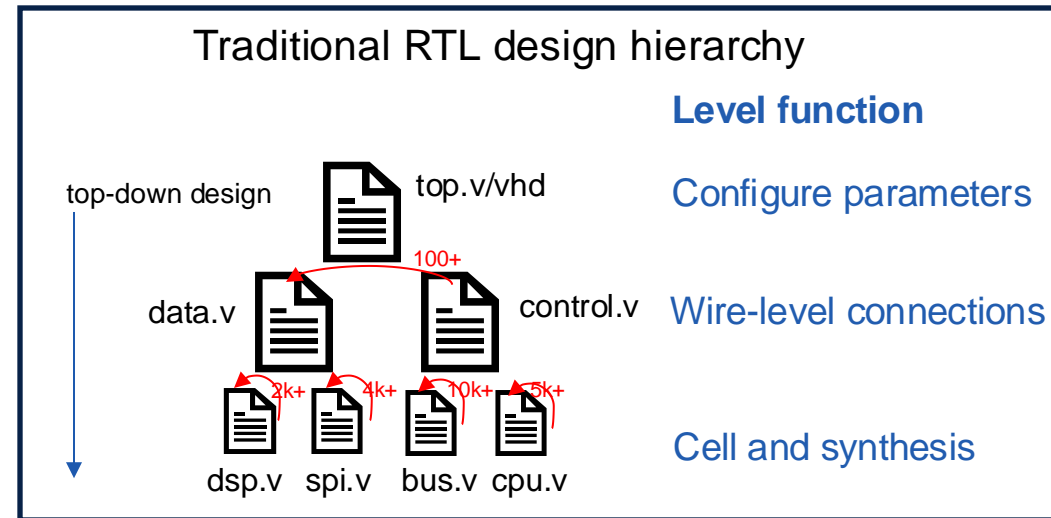 Traditional RTL design hierarchy
Level function
top-down design
top.v/vhd
Configure parameters
100+
data.v
control.v
Wire-level connections
2k+
4k+
10k+
5k+
Cell and synthesis
dsp.v
spi.v
bus.v
cpu.v